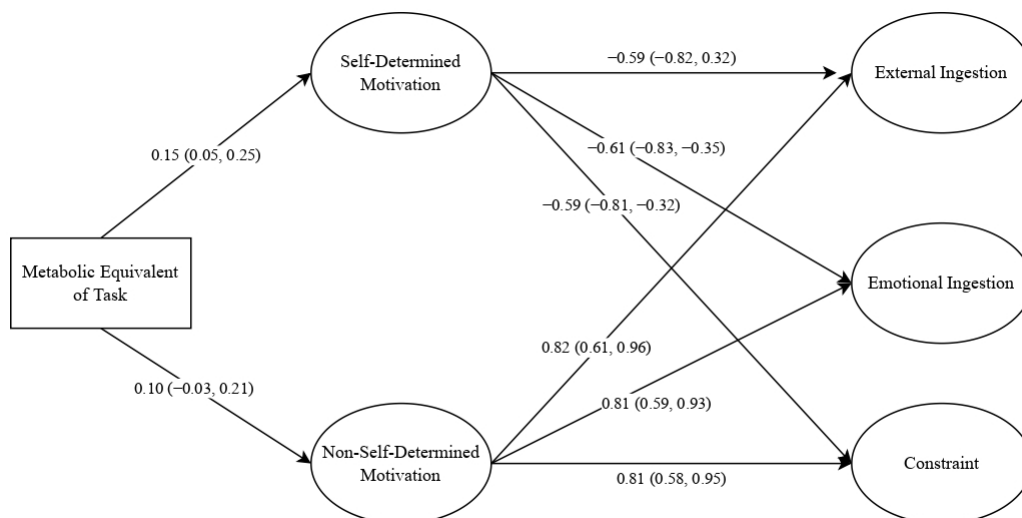 Self-Determined
Motivation
−0.59 (−0.82, 0.32)
External Ingestion
0.15 (0.05, 0.25)
−0.61 (−0.83, −0.35)
−0.59 (−0.81, −0.32)
Metabolic Equivalent
of Task
Emotional Ingestion
0.82 (0.61, 0.96)
0.10 (−0.03, 0.21)
0.81 (0.59, 0.93)
Non-Self-Determined
Motivation
0.81 (0.58, 0.95)
Constraint